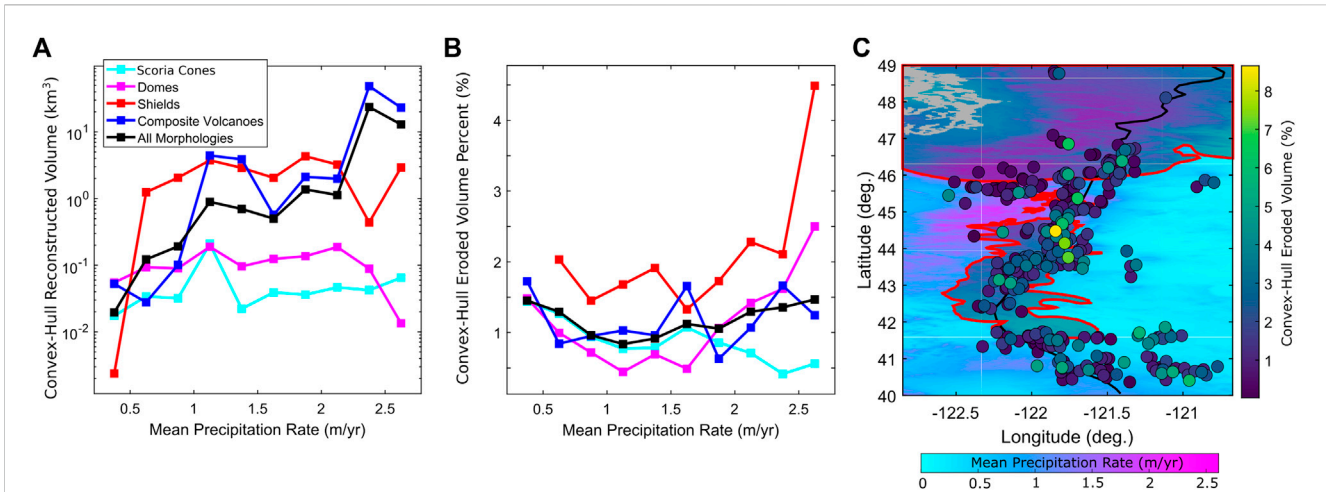 A
Convex-Hull Reconstructed Volume (km³)
10¹
10⁰
10⁻¹
10⁻²
Scoria Cones
Domes
Shields
Composite Volcanoes
All Morphologies
0.5
1
1.5
2
2.5
Mean Precipitation Rate (m/yr)
B
Convex-Hull Eroded Volume Percent (%)
4
3
2
1
0.5
1
1.5
2
2.5
Mean Precipitation Rate (m/yr)
C
Latitude (deg.)
49
48
47
46
45
44
43
42
41
40
-122.5
-122
-121.5
-121
Longitude (deg.)
8
7
6
5
4
3
2
1
Convex-Hull Eroded Volume (%)
Mean Precipitation Rate (m/yr)
0
0.5
1
1.5
2
2.5